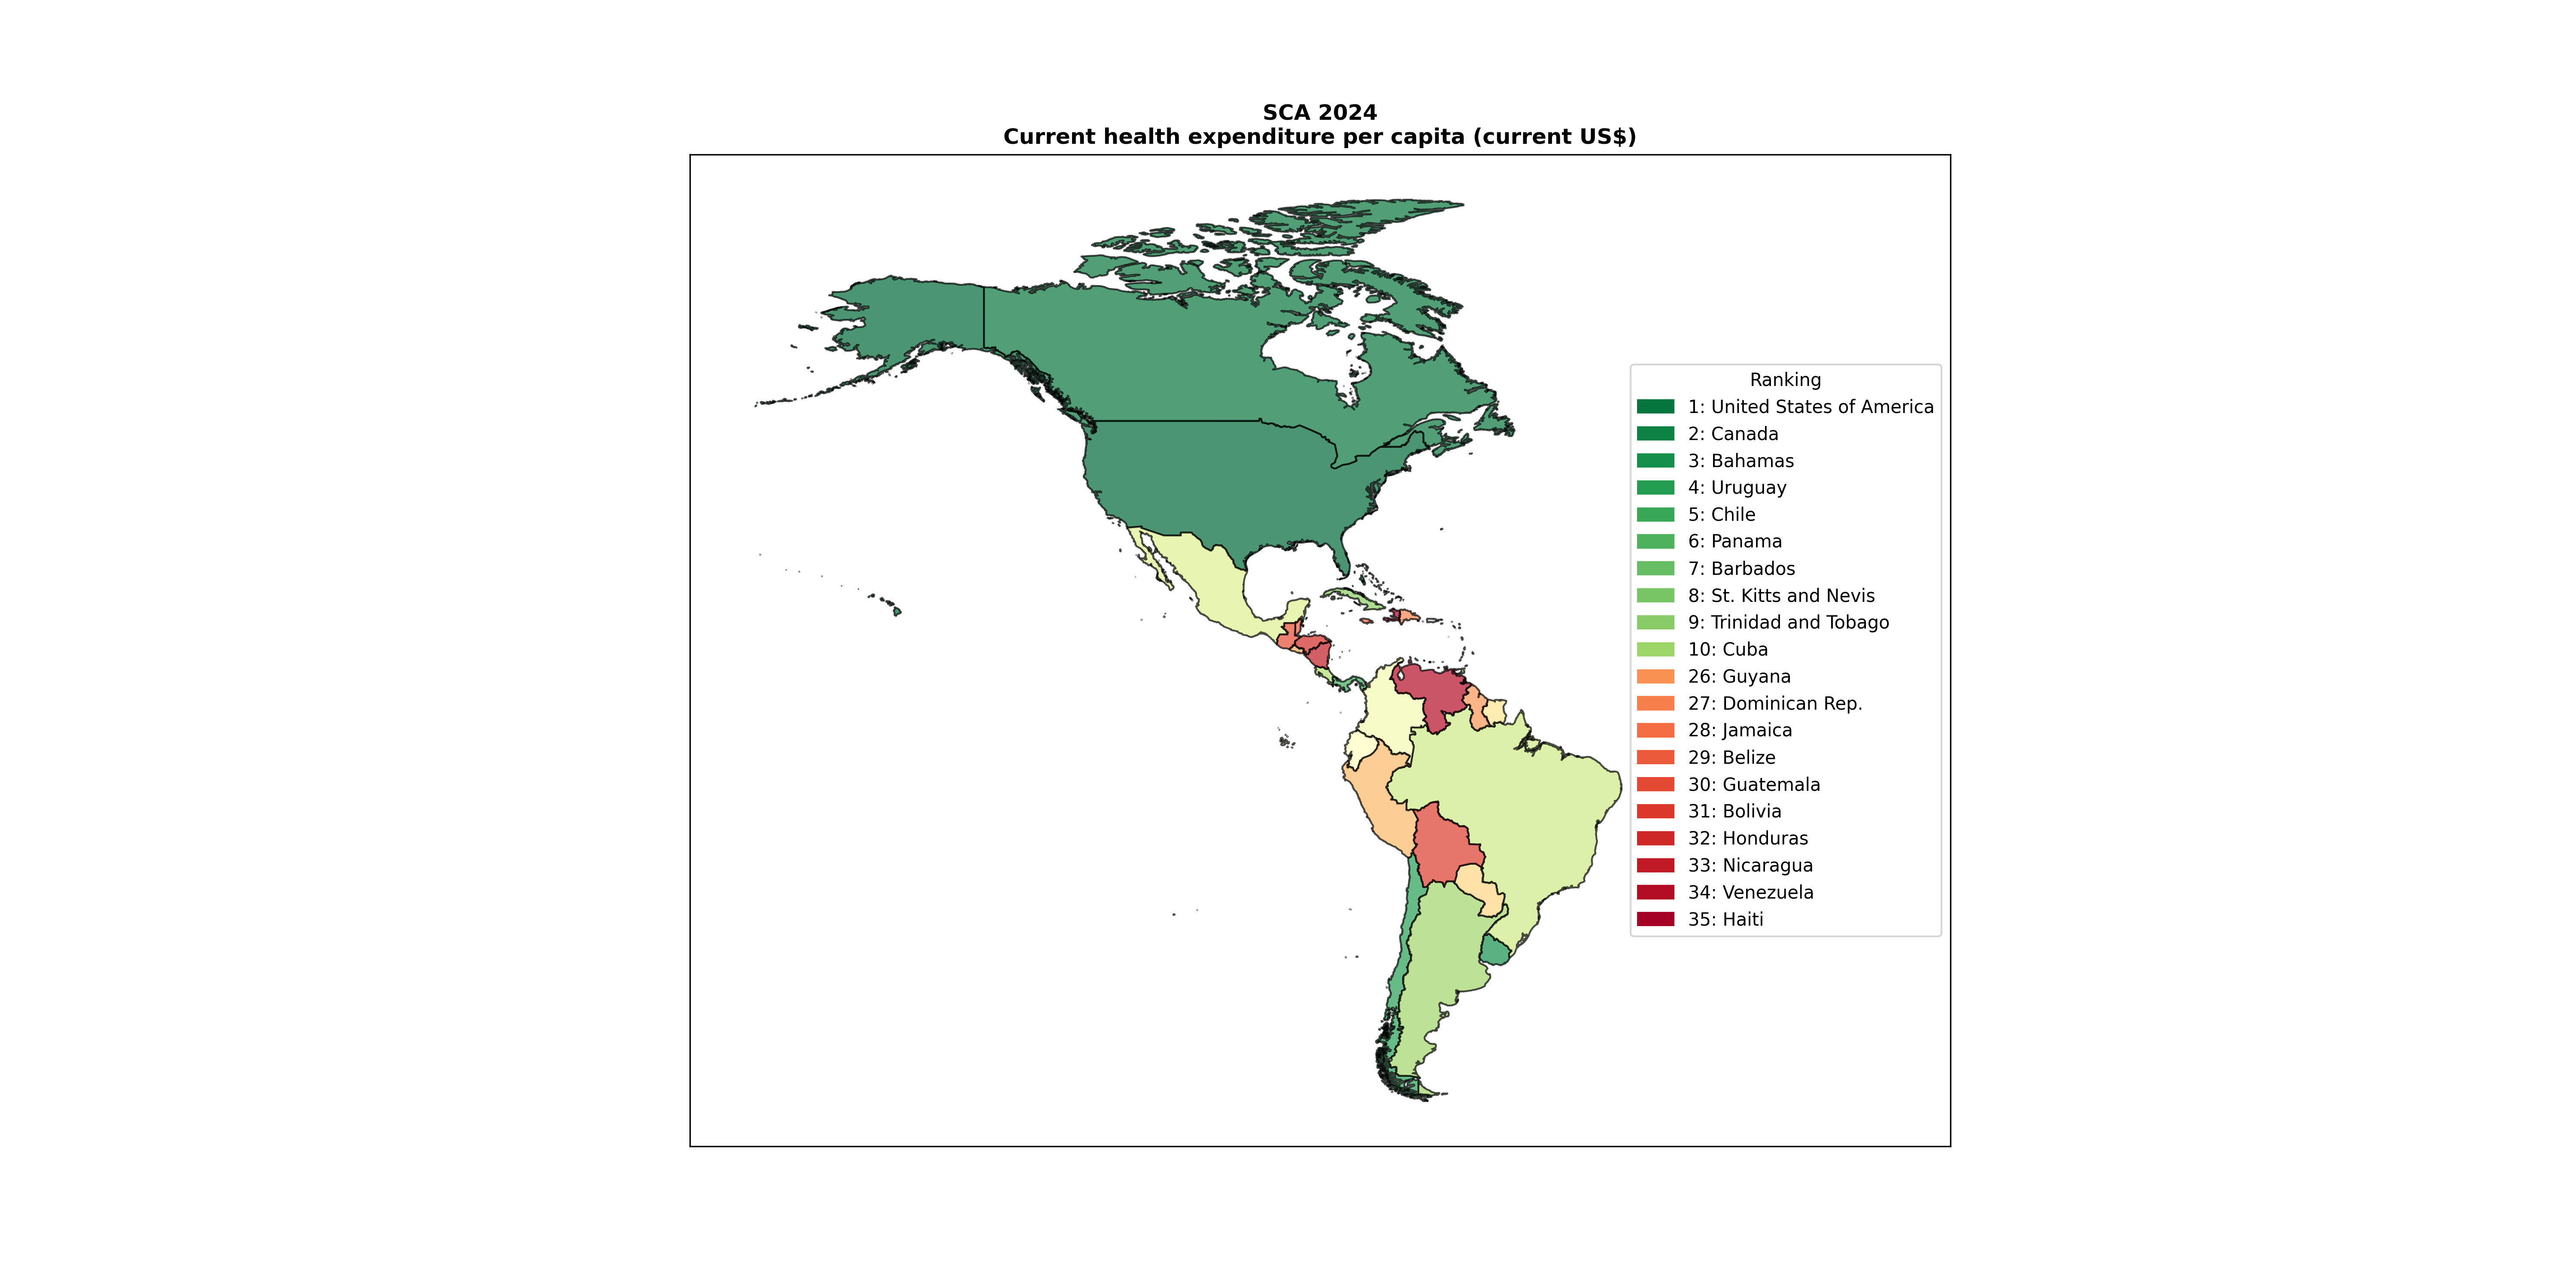 SCA 2024
Current health expenditure per capita (current US$)
Ranking
1: United States of America
2: Canada
3: Bahamas
4: Uruguay
5: Chile
6: Panama
7: Barbados
8: St. Kitts and Nevis
9: Trinidad and Tobago
10: Cuba
26: Guyana
27: Dominican Rep.
28: Jamaica
29: Belize
30: Guatemala
31: Bolivia
32: Honduras
33: Nicaragua
34: Venezuela
35: Haiti